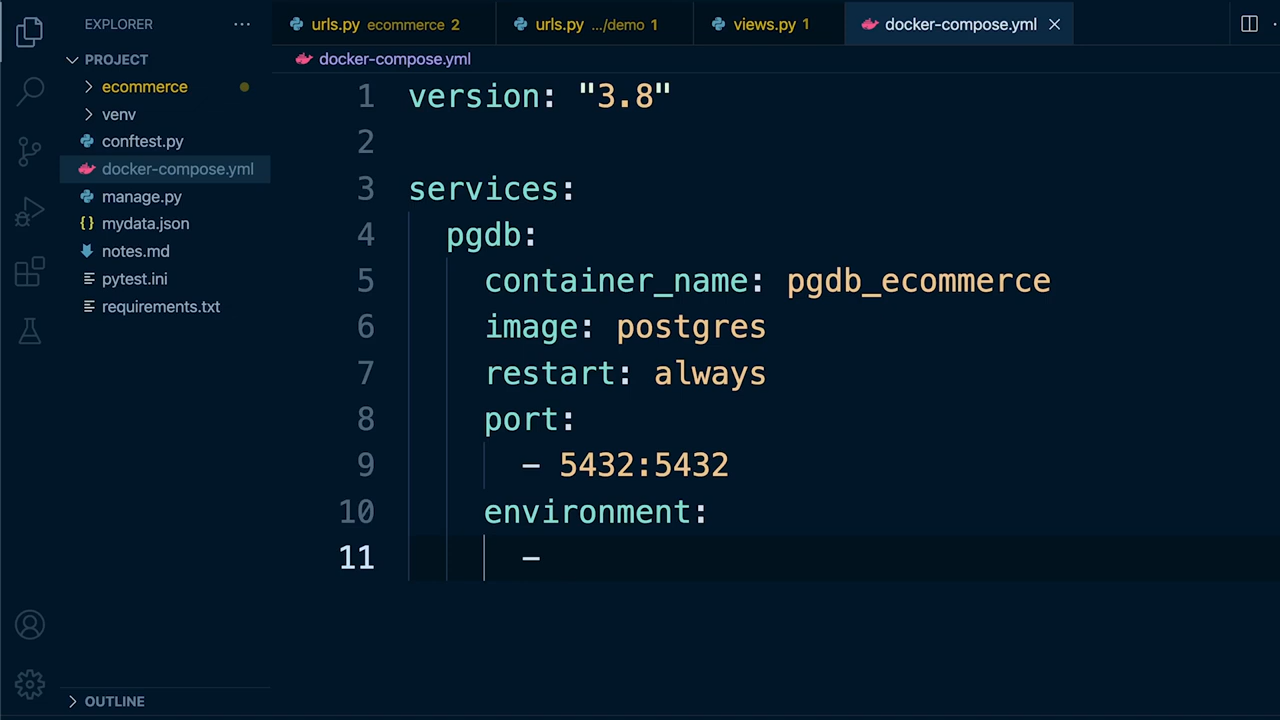 EXPLORER ...
PROJECT
ecommerce
venv
conftest.py
docker-compose.yml
manage.py
{} mydata.json
notes.md
pytest.ini
requirements.txt
OUTLINE
urls.py ecommerce 2
urls.py .../demo 1
views.py 1
docker-compose.yml
docker-compose.yml
1 version: "3.8"
2
3 services:
4 pgdb:
5 container_name: pgdb_ecommerce
6 image: postgres
7 restart: always
8 port:
9 - 5432:5432
10 environment:
11 -